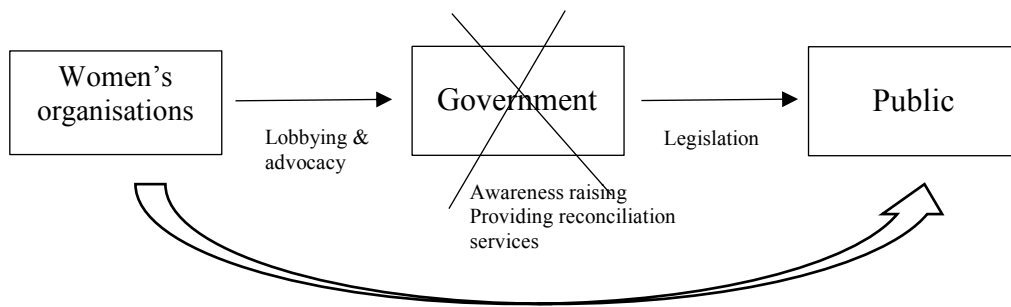 Women's
organisations
Lobbying &
advocacy
Government
Legislation
Public
Awareness raising
Providing reconciliation
services